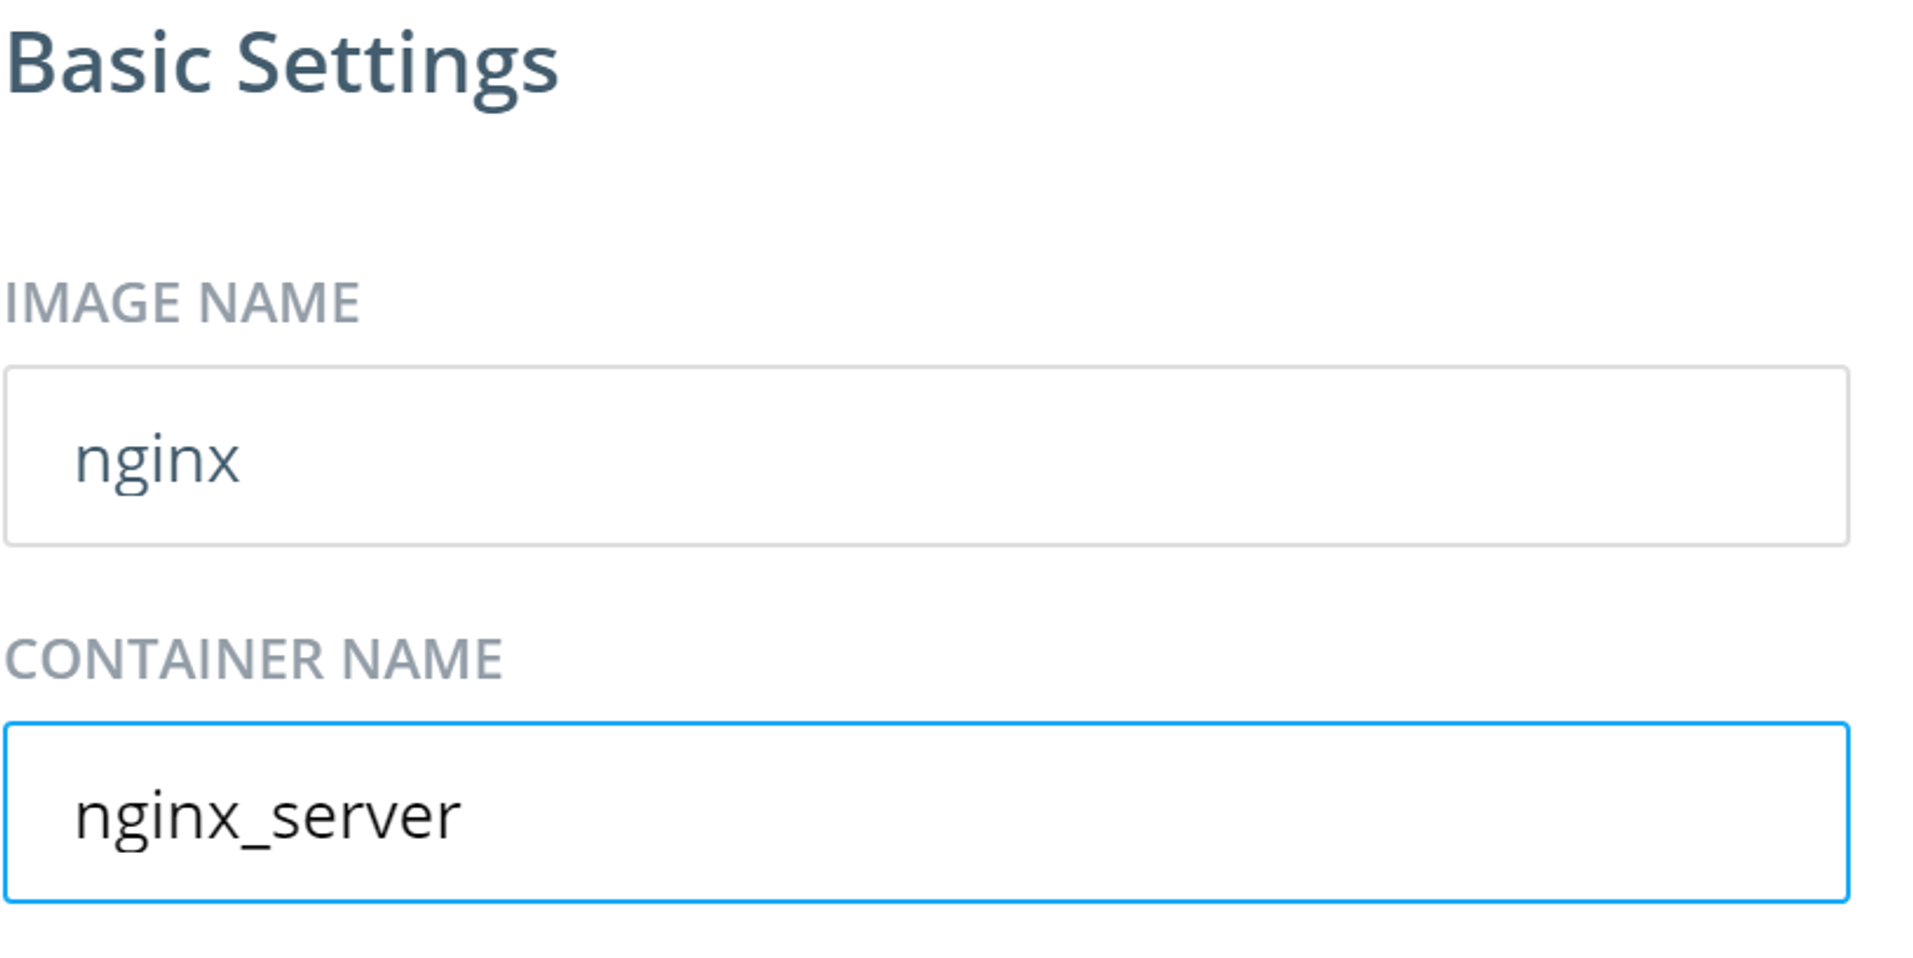 Basic Settings
IMAGE NAME
nginx
CONTAINER NAME
nginx_server